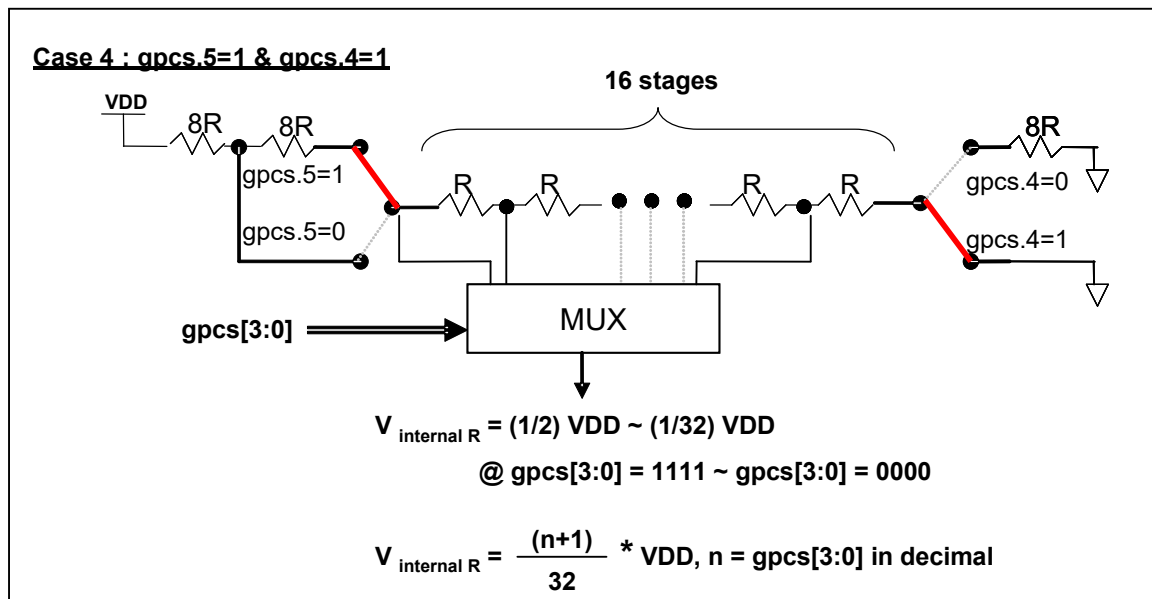 Case 4 : gpcs.5=1 & gpcs.4=1
16 stages
VDD
8R
8R
8R
gpcs.5=1
R
R
R
R
gpcs.4=0
gpcs.5=0
gpcs.4=1
MUX
gpcs[3:0]
V internal R = (1/2) VDD ~ (1/32) VDD
@ gpcs[3:0] = 1111 ~ gpcs[3:0] = 0000
V internal R = (n+1) / 32 * VDD, n = gpcs[3:0] in decimal